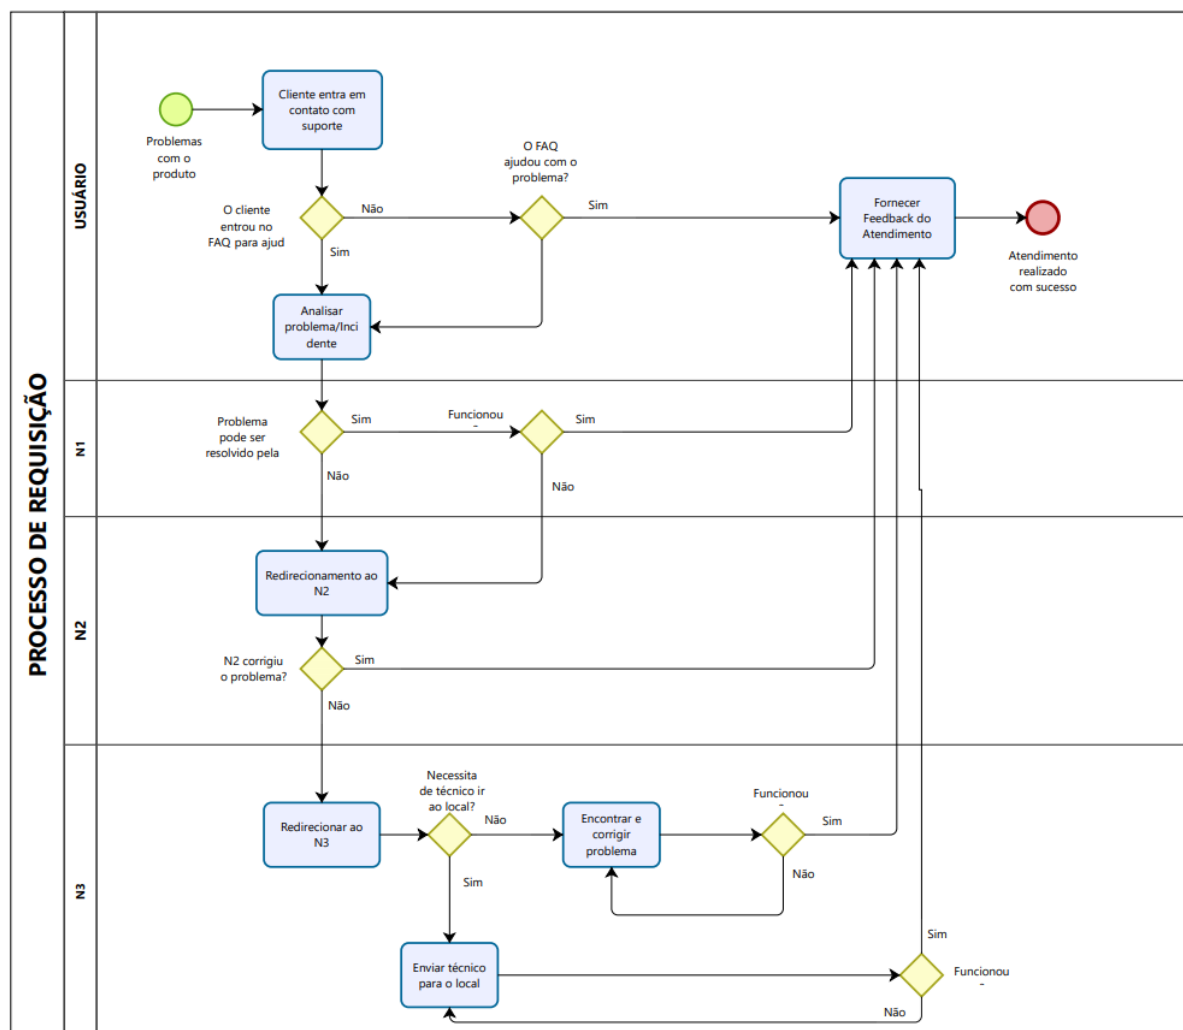 PROCESSO DE REQUISIÇÃO
USUÁRIO
Problemas
com o
produto
Cliente entra em
contato com
suporte
O cliente
entrou no
FAQ para ajud
Não
Sim
O FAQ
ajudou com o
problema?
Sim
Fornecer
Feedback do
Atendimento
Atendimento
realizado
com sucesso
Analisar
problema/Inci
dente
N1
Problema
pode ser
resolvido pela
Sim
Não
Funcionou
Sim
Não
N2
Redirecionamento ao
N2
N2 corrigiu
o problema?
Sim
Não
N3
Redirecionar ao
N3
Necessita
de técnico ir
ao local?
Não
Sim
Encontrar e
corrigir
problema
Funcionou
Sim
Não
Enviar técnico
para o local
Sim
Funcionou
Não